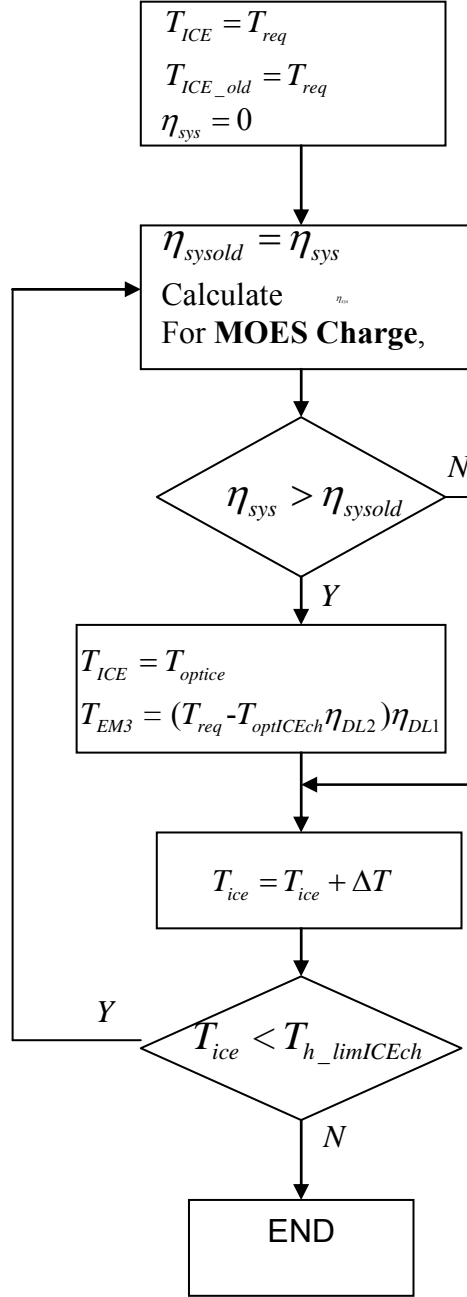 T_ICE = T_req
T_ICE_old = T_req
η_sys = 0
η_sysold = η_sys
Calculate η_sys
For MOES Charge,
η_sys > η_sysold
N
Y
T_ICE = T_optice
T_EM3 = (T_req - T_optICEch η_DL2) η_DL1
T_ice = T_ice + ΔT
Y
T_ice < T_h_limICEch
N
END